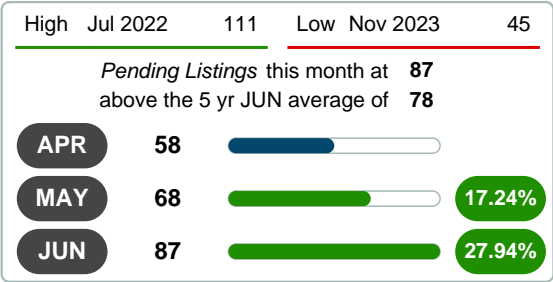 High Jul 2022 111 Low Nov 2023 45
Pending Listings this month at 87
above the 5 yr JUN average of 78
APR 58
MAY 68 17.24%
JUN 87 27.94%